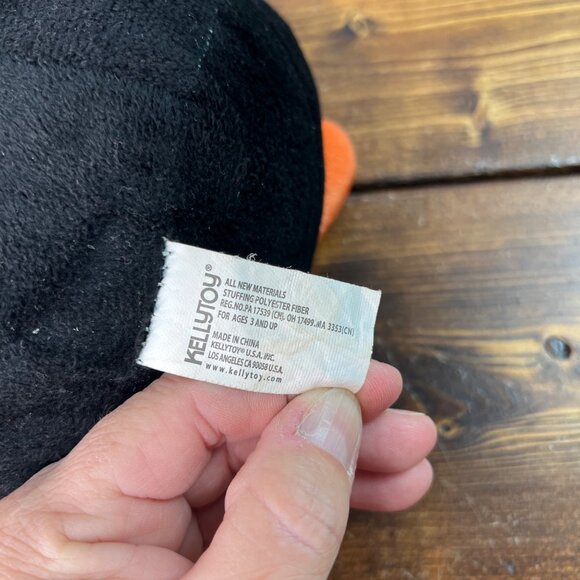 KELLYTOY®
ALL NEW MATERIALS
STUFFING POLYESTER FIBER
REG.NO.PA 17539 (CN), OH 17499.MA 3353(CN)
FOR AGES 3 AND UP
MADE IN CHINA
KELLYTOY® U.S.A. INC.
LOS ANGELES CA 90058 U.S.A.
www.kellytoy.com